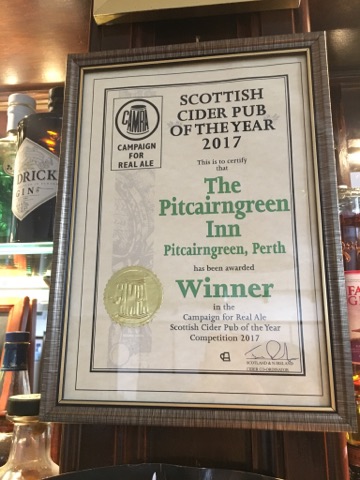 SCOTTISH
CIDER PUB
OF THE YEAR
2017
CAMRA
CAMPAIGN
FOR
REAL ALE
This is to certify
that
The
Pitcairngreen
Inn
Pitcairngreen, Perth
has been awarded
Winner
in the
Campaign for Real Ale
Scottish Cider Pub of the Year
Competition 2017
DRICK
GIN